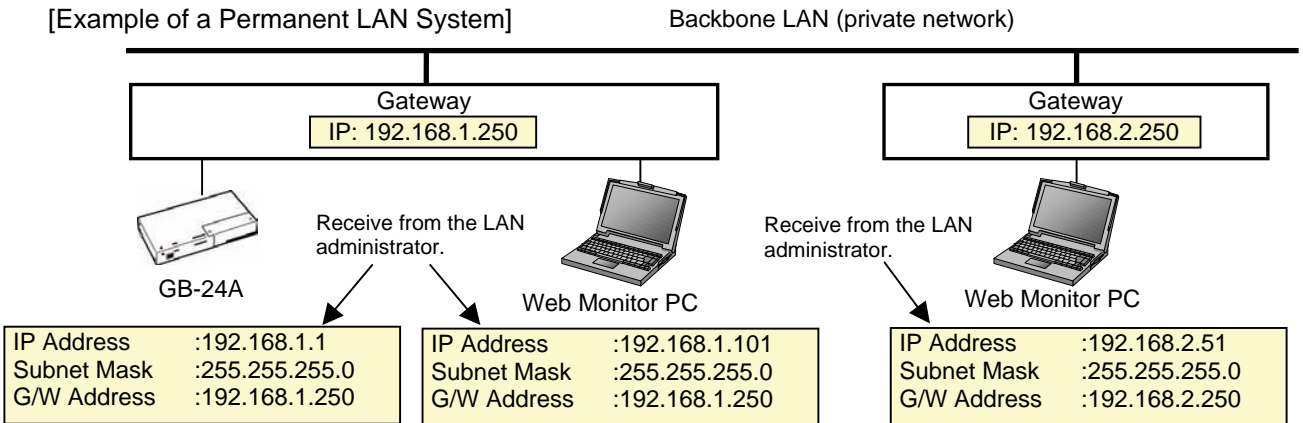 [Example of a Permanent LAN System]
Backbone LAN (private network)
Gateway
IP: 192.168.1.250
Gateway
IP: 192.168.2.250
Receive from the LAN
administrator.
Receive from the LAN
administrator.
GB-24A
Web Monitor PC
Web Monitor PC
IP Address :192.168.1.1
Subnet Mask :255.255.255.0
G/W Address :192.168.1.250
IP Address :192.168.1.101
Subnet Mask :255.255.255.0
G/W Address :192.168.1.250
IP Address :192.168.2.51
Subnet Mask :255.255.255.0
G/W Address :192.168.2.250